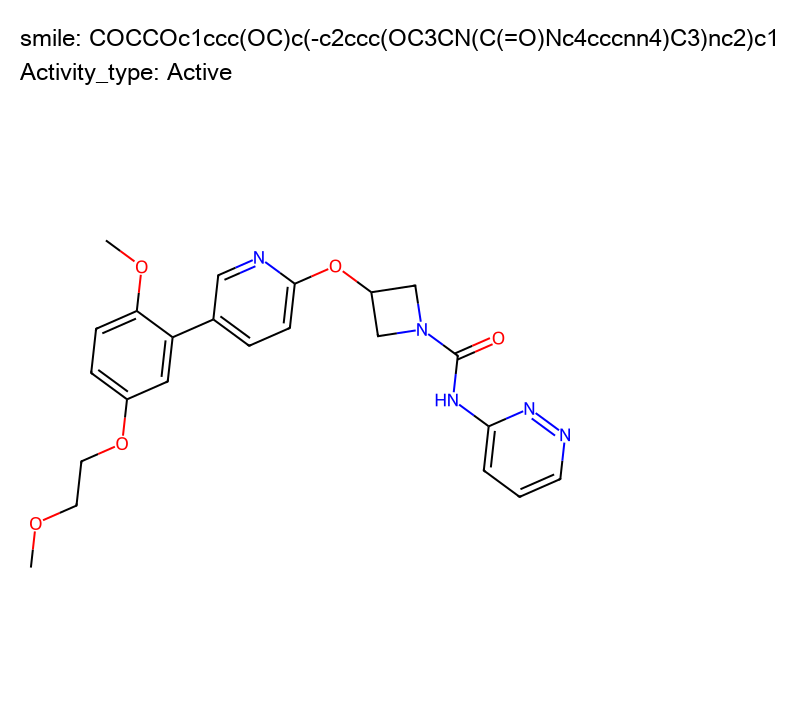 smile: COCCOc1ccc(OC)c(-c2ccc(OC3CN(C(=O)Nc4cccnn4)C3)nc2)c1
Activity_type: Active
N
O
O
N
O
HN
N
N
O
O